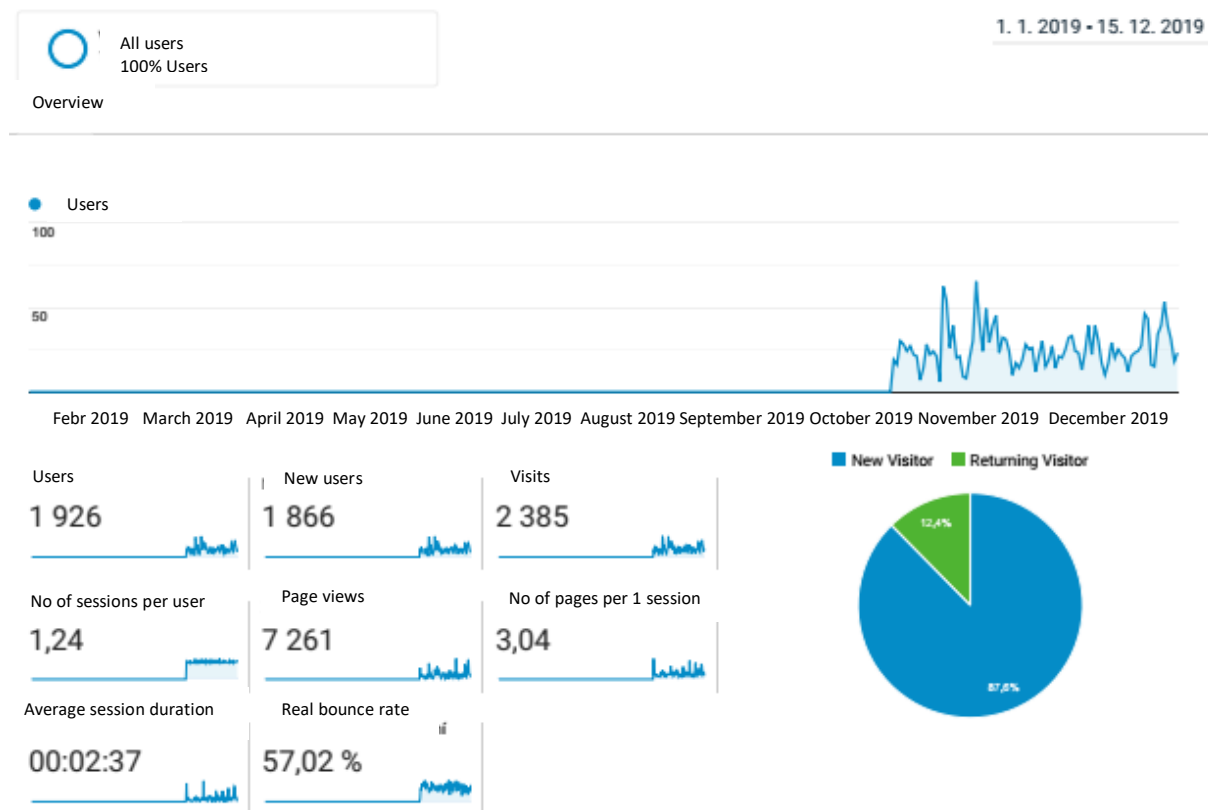 All users
100% Users
1. 1. 2019 - 15. 12. 2019
Overview
Users
100
50
Febr 2019 March 2019 April 2019 May 2019 June 2019 July 2019 August 2019 September 2019 October 2019 November 2019 December 2019
New Visitor Returning Visitor
Users
1 926
New users
1 866
Visits
2 385
No of sessions per user
1,24
Page views
7 261
No of pages per 1 session
3,04
Average session duration
00:02:37
Real bounce rate
57,02 %
12,4%
87,6%